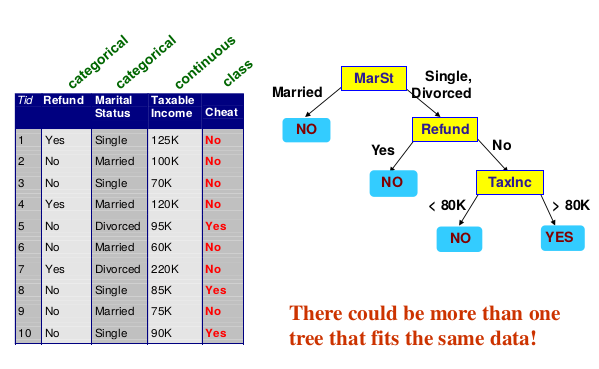 categorical
categorical
continuous
class
Tid Refund Marital Status Taxable Income Cheat
1 Yes Single 125K No
2 No Married 100K No
3 No Single 70K No
4 Yes Married 120K No
5 No Divorced 95K Yes
6 No Married 60K No
7 Yes Divorced 220K No
8 No Single 85K Yes
9 No Married 75K No
10 No Single 90K Yes
MarSt
Married
Single,
Divorced
NO
Refund
Yes
No
NO
TaxInc
< 80K
> 80K
NO
YES
There could be more than one
tree that fits the same data!